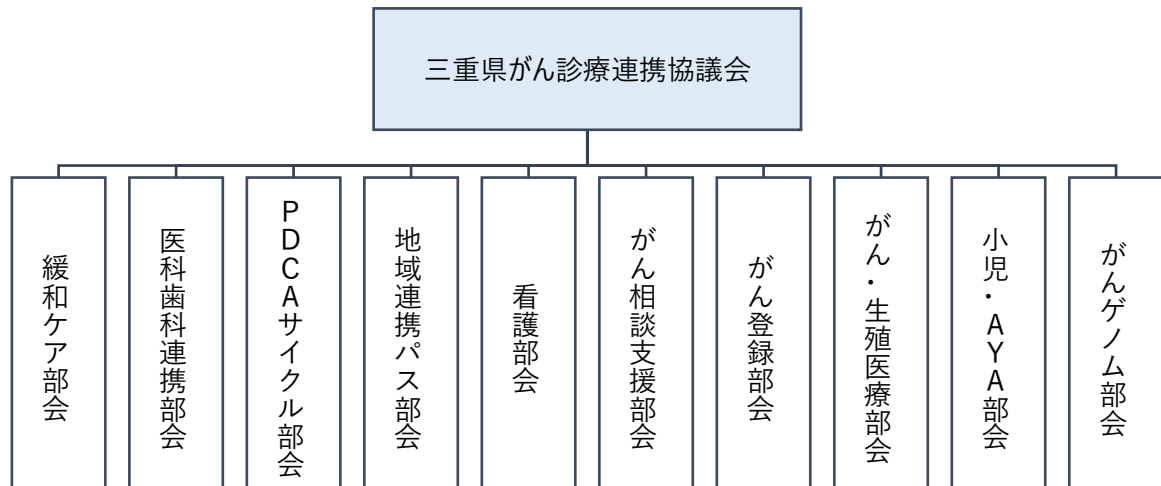 三重県がん診療連携協議会
緩和ケア部会
医科歯科連携部会
PDCAサイクル部会
地域連携パス部会
看護部会
がん相談支援部会
がん登録部会
がん・生殖医療部会
小児・AYA部会
がんゲノム部会